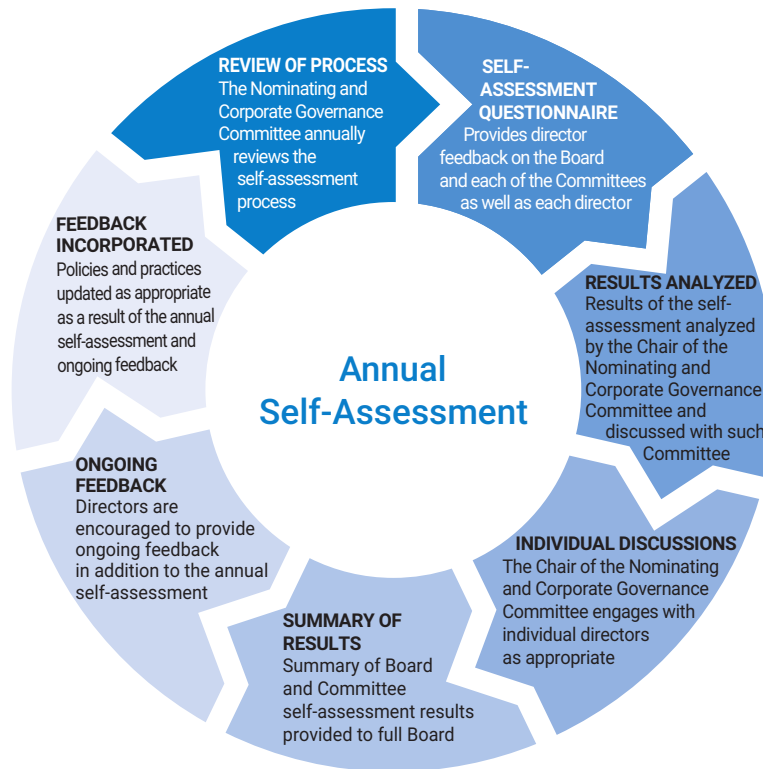 REVIEW OF PROCESS
The Nominating and
Corporate Governance
Committee annually
reviews the
self-assessment
process
SELF-
ASSESSMENT
QUESTIONNAIRE
Provides director
feedback on the Board
and each of the Committees
as well as each director
RESULTS ANALYZED
Results of the self-
assessment analyzed
by the Chair of the
Nominating and
Corporate Governance
Committee and
discussed with such
Committee
INDIVIDUAL DISCUSSIONS
The Chair of the Nominating
and Corporate Governance
Committee engages with
individual directors
as appropriate
SUMMARY OF
RESULTS
Summary of Board
and Committee
self-assessment results
provided to full Board
ONGOING
FEEDBACK
Directors are
encouraged to provide
ongoing feedback
in addition to the annual
self-assessment
FEEDBACK
INCORPORATED
Policies and practices
updated as appropriate
as a result of the annual
self-assessment and
ongoing feedback
Annual
Self-Assessment